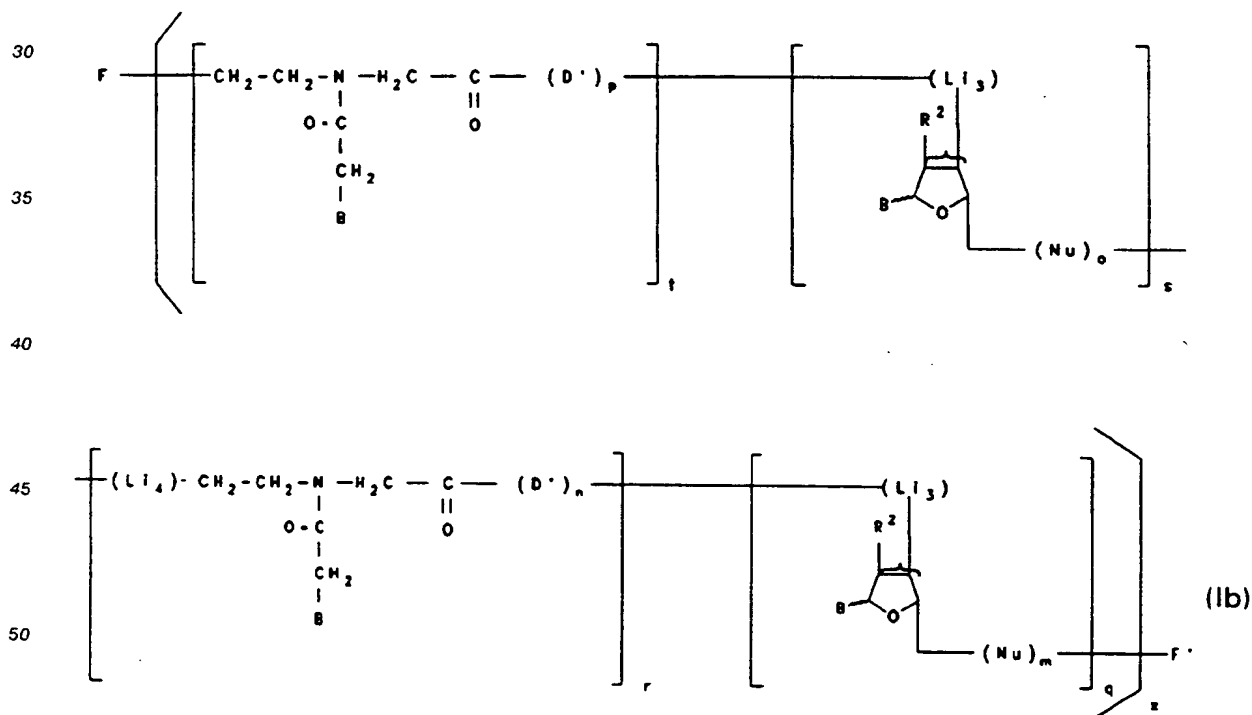 30
F CH₂-CH₂-N-H₂C-C-(D')ₚ (Li₃)
|| 
O-C O R²
|
CH₂
|
35
B B O
(Nu)ₒ
t s
40
45
(Li₄)-CH₂-CH₂-N-H₂C-C-(D')ₙ (Li₃)
||
O-C O R²
|
CH₂
|
B B O
(Ib)
50
(Nu)ₘ F'
r q z